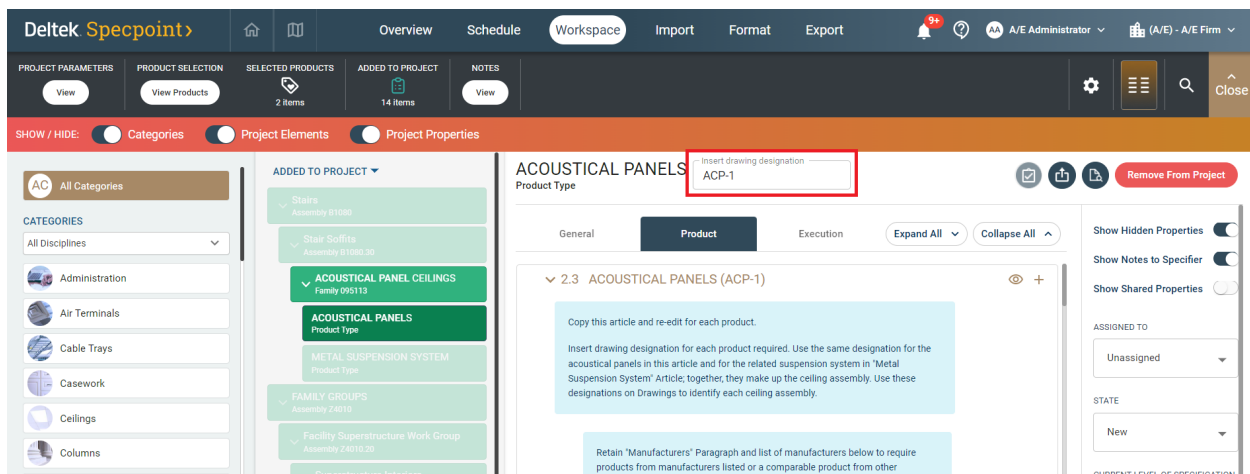 Deltek Specpoint>
Overview Schedule Workspace Import Format Export 9+ AA A/E Administrator (A/E) - A/E Firm
PROJECT PARAMETERS PRODUCT SELECTION SELECTED PRODUCTS ADDED TO PROJECT NOTES
View View Products 2 items 14 items View Close
SHOW / HIDE: Categories Project Elements Project Properties
AC All Categories
CATEGORIES
All Disciplines
Administration
Air Terminals
Cable Trays
Casework
Ceilings
Columns
ADDED TO PROJECT
Stairs
Assembly B1080
Stair Soffits
Assembly B1080.30
ACOUSTICAL PANEL CEILINGS
Family 095113
ACOUSTICAL PANELS
Product Type
METAL SUSPENSION SYSTEM
Product Type
FAMILY GROUPS
Assembly Z4010
Facility Superstructure Work Group
Assembly Z4010.20
ACOUSTICAL PANELS
Product Type
Insert drawing designation
ACP-1
Remove From Project
General Product Execution Expand All Collapse All
2.3 ACOUSTICAL PANELS (ACP-1)
Copy this article and re-edit for each product.
Insert drawing designation for each product required. Use the same designation for the
acoustical panels in this article and for the related suspension system in "Metal
Suspension System" Article; together, they make up the ceiling assembly. Use these
designations on Drawings to identify each ceiling assembly.
Retain "Manufacturers" Paragraph and list of manufacturers below to require
products from manufacturers listed or a comparable product from other
Show Hidden Properties
Show Notes to Specifier
Show Shared Properties
ASSIGNED TO
Unassigned
STATE
New
CURRENT LEVEL OF SPECIFICATION